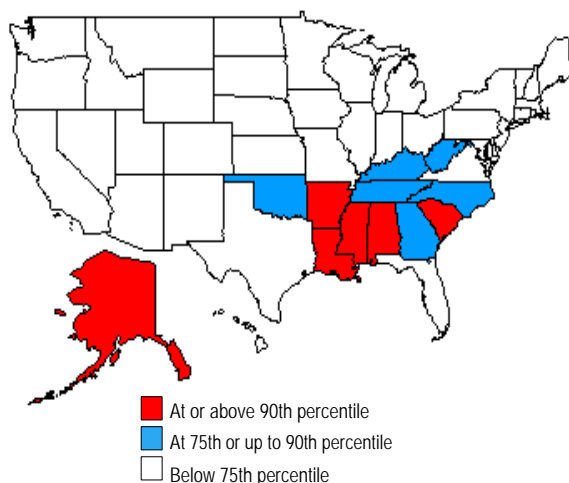 At or above 90th percentile
At 75th or up to 90th percentile
Below 75th percentile